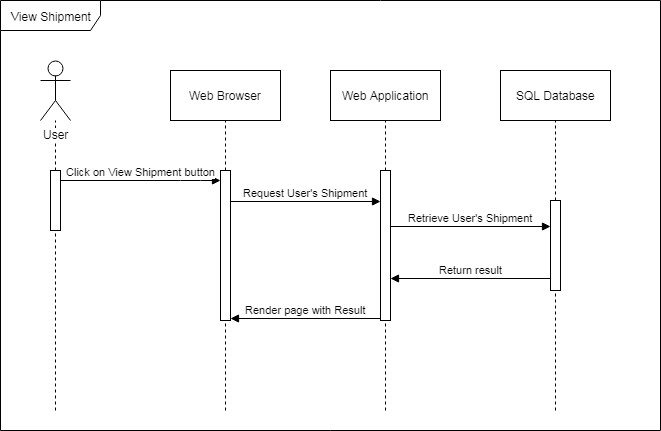 View Shipment
Web Browser
Web Application
SQL Database
User
Click on View Shipment button
Request User's Shipment
Retrieve User's Shipment
Return result
Render page with Result